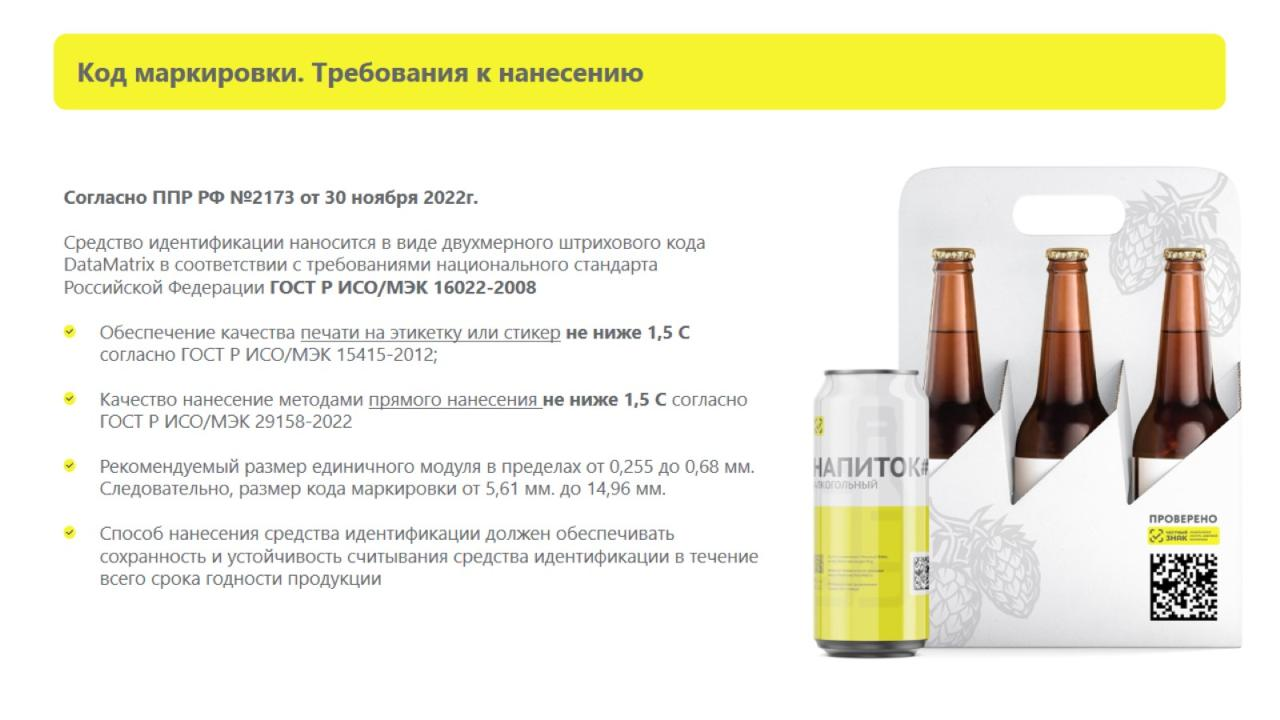 Код маркировки. Требования к нанесению
Согласно ППР РФ №2173 от 30 ноября 2022г.
Средство идентификации наносится в виде двухмерного штрихового кода
DataMatrix в соответствии с требованиями национального стандарта
Российской Федерации ГОСТ Р ИСО/МЭК 16022-2008
Обеспечение качества печати на этикетку или стикер не ниже 1,5 С
согласно ГОСТ Р ИСО/МЭК 15415-2012;
Качество нанесение методами прямого нанесения не ниже 1,5 С согласно
ГОСТ Р ИСО/МЭК 29158-2022
Рекомендуемый размер единичного модуля в пределах от 0,255 до 0,68 мм.
Следовательно, размер кода маркировки от 5,61 мм. до 14,96 мм.
Способ нанесения средства идентификации должен обеспечивать
сохранность и устойчивость считывания средства идентификации в течение
всего срока годности продукции
НАПИТОК#
АЛКОГОЛЬНЫЙ
ПРОВЕРЕНО
ЧЕСТНЫЙ
ЗНАК